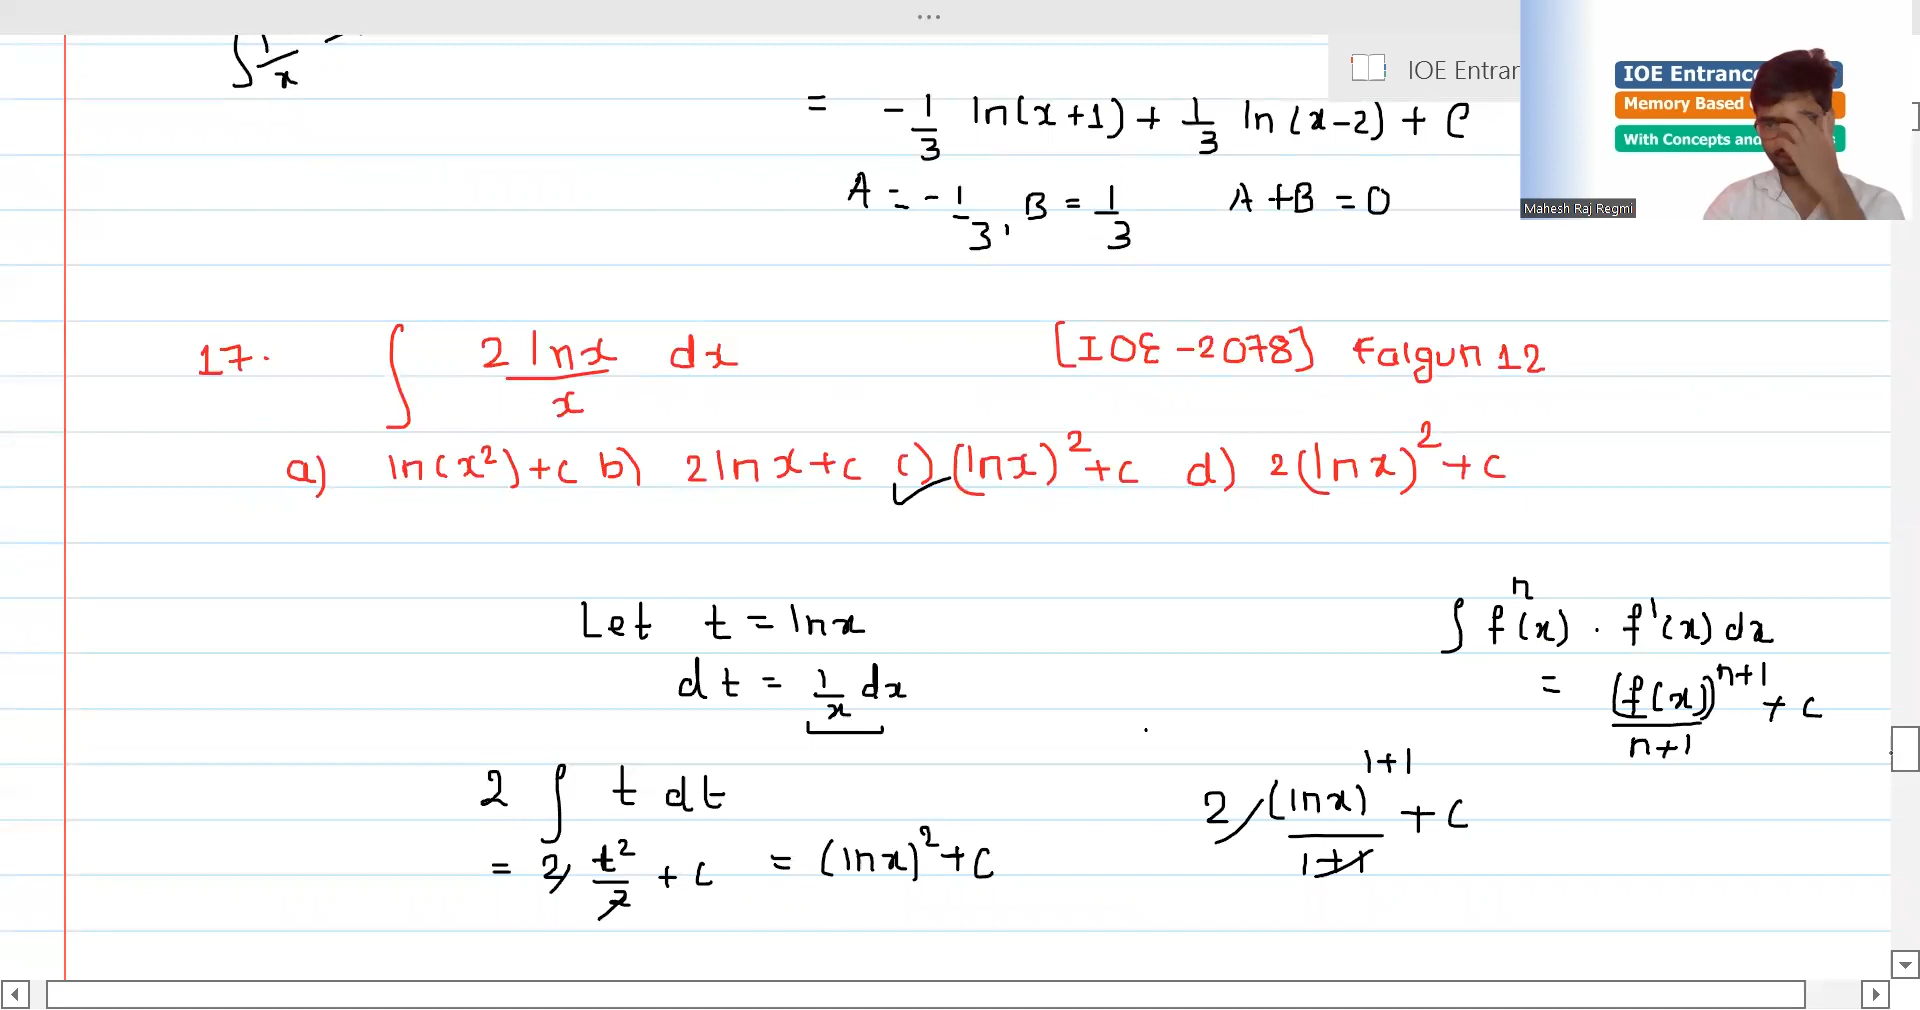 ∫ 1/x
IOE Entrar
IOE Entrance
Memory Based
With Concepts and
Mahesh Raj Regmi
= -1/3 ln(x+1) + 1/3 ln(x-2) + C
A = -1/3, B = 1/3 A+B = 0
17. ∫ 2lnx/x dx [IOE-2078] Falgun 12
a) ln(x²)+c b) 2lnx+c c) (lnx)²+c d) 2(lnx)²+c
Let t = lnx
dt = 1/x dx
2 ∫ t dt
= 2 t²/2 + c = (lnx)²+c
∫ fⁿ(x) · f'(x) dx
= (f(x))ⁿ⁺¹/n+1 + c
2 (lnx)¹⁺¹/1+1 + c